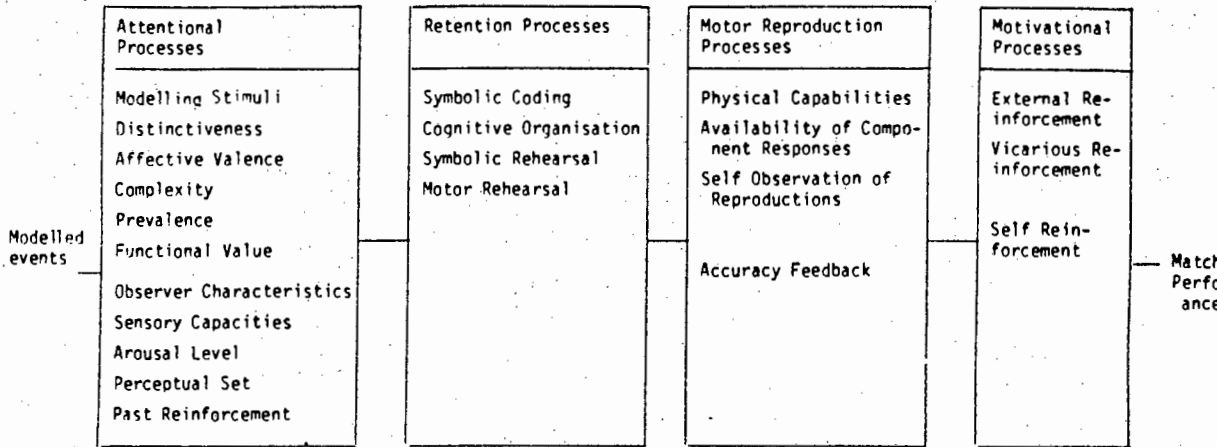 Modelled
events
Attentional
Processes
Modelling Stimuli
Distinctiveness
Affective Valence
Complexity
Prevalence
Functional Value
Observer Characteristics
Sensory Capacities
Arousal Level
Perceptual Set
Past Reinforcement
Retention Processes
Symbolic Coding
Cognitive Organisation
Symbolic Rehearsal
Motor Rehearsal
Motor Reproduction
Processes
Physical Capabilities
Availability of Compo-
nent Responses
Self Observation of
Reproductions
Accuracy Feedback
Motivational
Processes
External Re-
inforcement
Vicarious Re-
inforcement
Self Rein-
forcement
Match
Perfo
ance